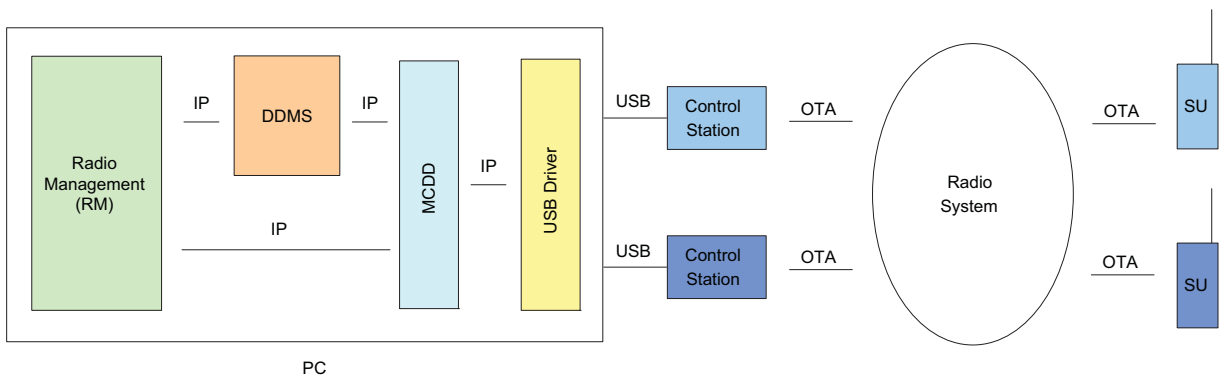 Radio
Management
(RM)
IP
DDMS
IP
IP
MCDD
IP
USB Driver
PC
USB
Control
Station
OTA
USB
Control
Station
OTA
Radio
System
OTA
SU
OTA
SU